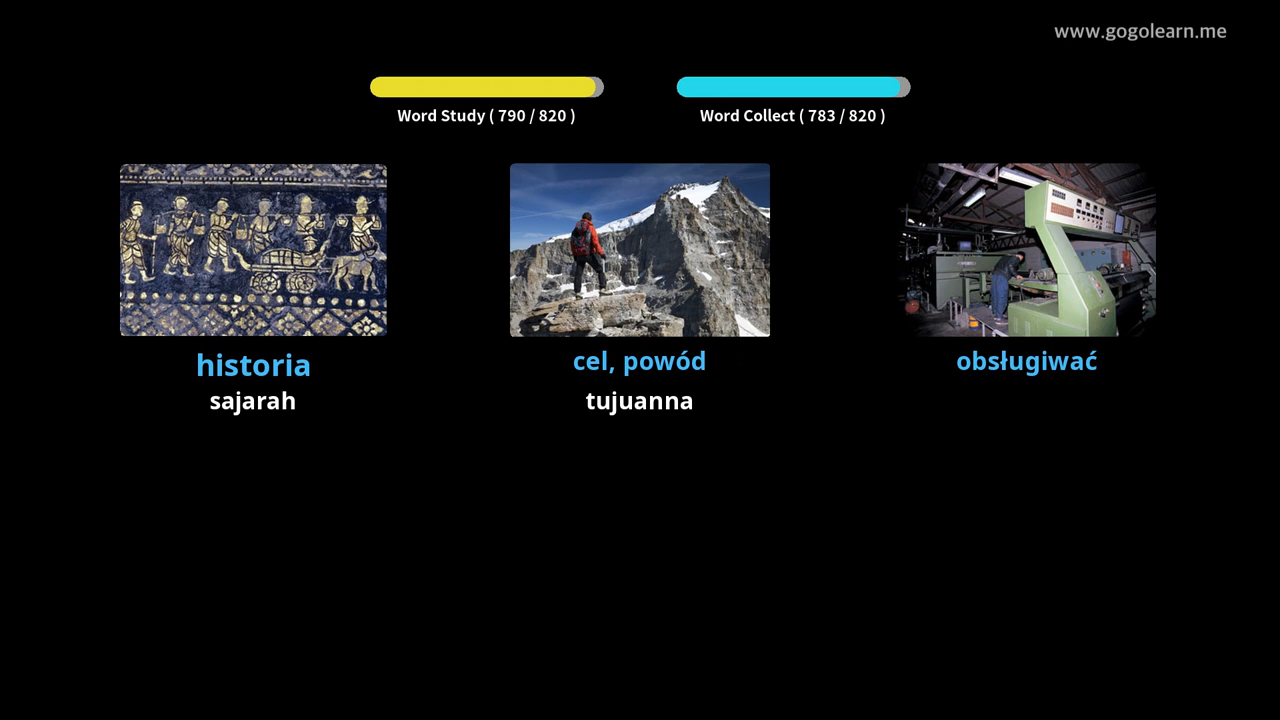 www.gogolearn.me
Word Study ( 790 / 820 )
Word Collect ( 783 / 820 )
historia
cel, powód
obsługiwać
sajarah
tujuanna